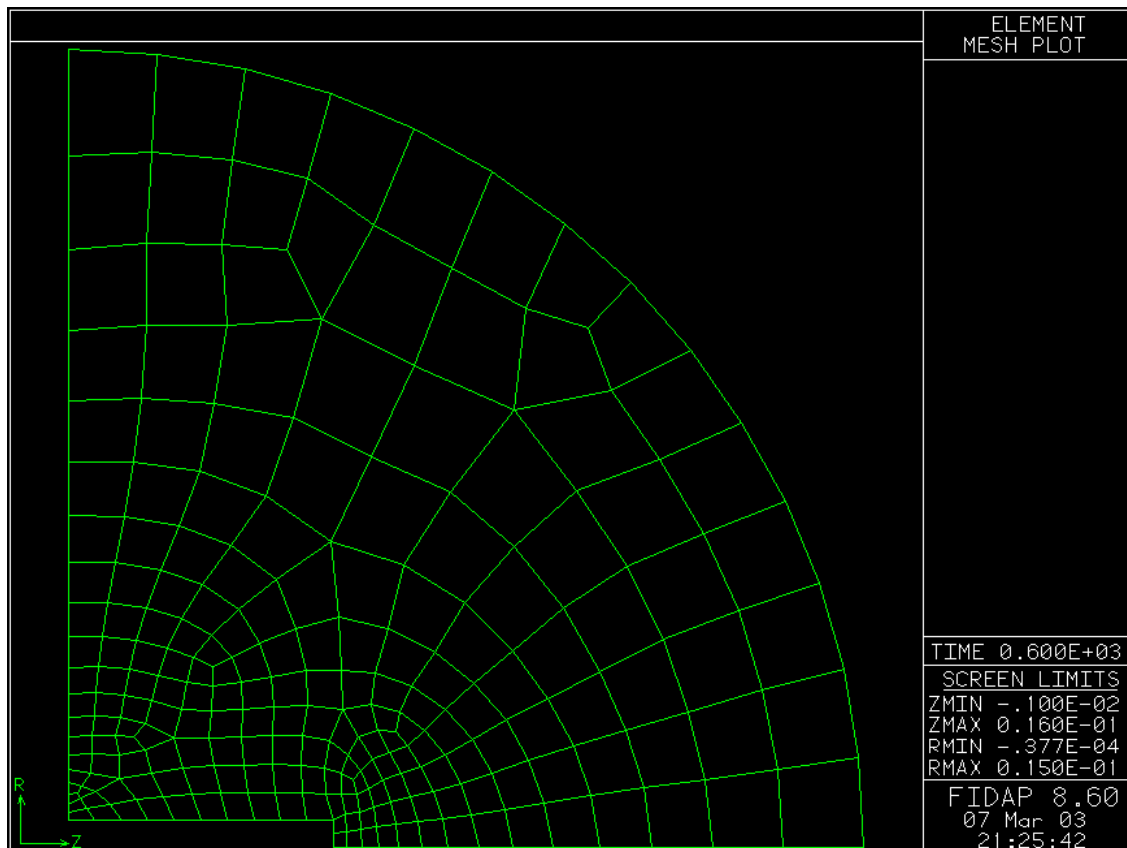 ELEMENT
MESH PLOT
TIME 0.600E+03
SCREEN LIMITS
ZMIN -.100E-02
ZMAX 0.160E-01
RMIN -.377E-04
RMAX 0.150E-01
FIDAP 8.60
07 Mar 03
21:25:42
R
Z